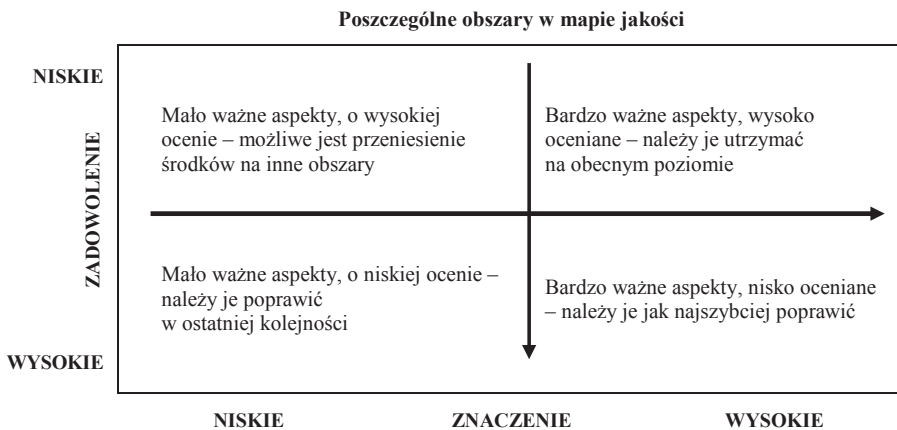 Poszczególne obszary w mapie jakości
NISKIE
Mało ważne aspekty, o wysokiej
ocenie – możliwe jest przeniesienie
środków na inne obszary
Bardzo ważne aspekty, wysoko
oceniane – należy je utrzymać
na obecnym poziomie
ZADOWOLENIE
Mało ważne aspekty, o niskiej ocenie –
należy je poprawić
w ostatniej kolejności
Bardzo ważne aspekty, nisko oceniane
– należy je jak najszybciej poprawić
WYSOKIE
NISKIE
ZNACZENIE
WYSOKIE